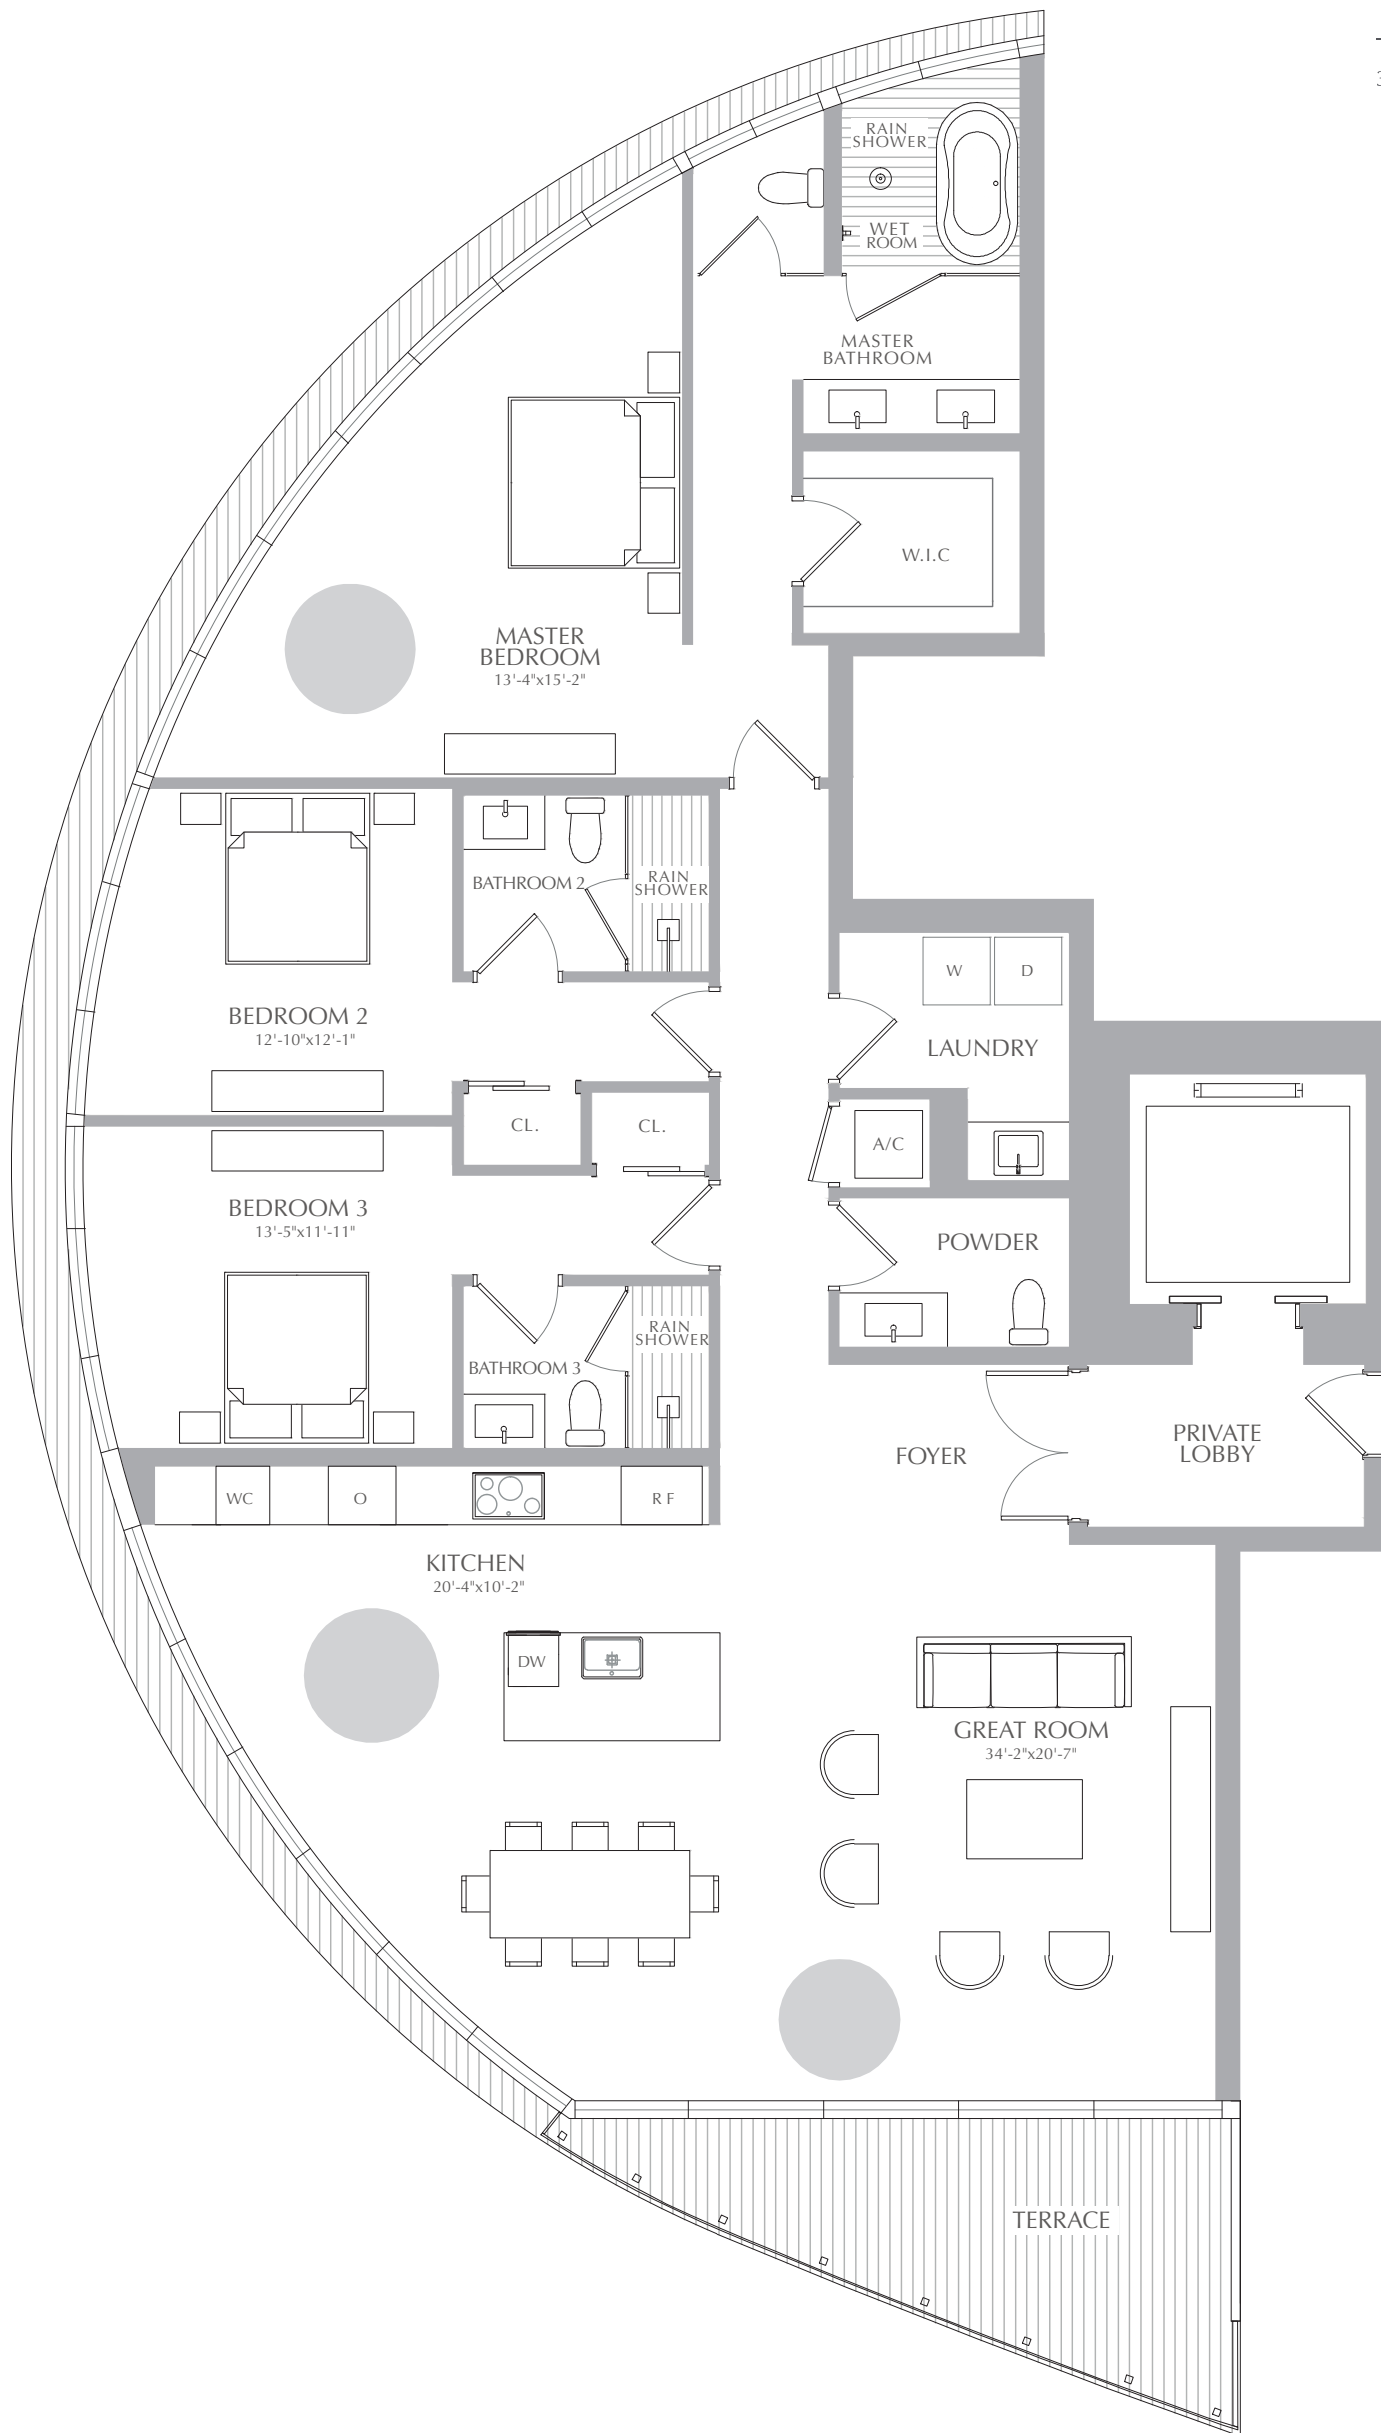 3
RAIN
SHOWER
WET
ROOM
MASTER
BATHROOM
W.I.C
MASTER
BEDROOM
13'-4"x15'-2"
BATHROOM 2
RAIN
SHOWER
W
D
BEDROOM 2
12'-10"x12'-1"
LAUNDRY
CL.
CL.
A/C
BEDROOM 3
13'-5"x11'-11"
POWDER
RAIN
SHOWER
BATHROOM 3
FOYER
PRIVATE
LOBBY
WC
O
R F
KITCHEN
20'-4"x10'-2"
DW
GREAT ROOM
34'-2"x20'-7"
TERRACE